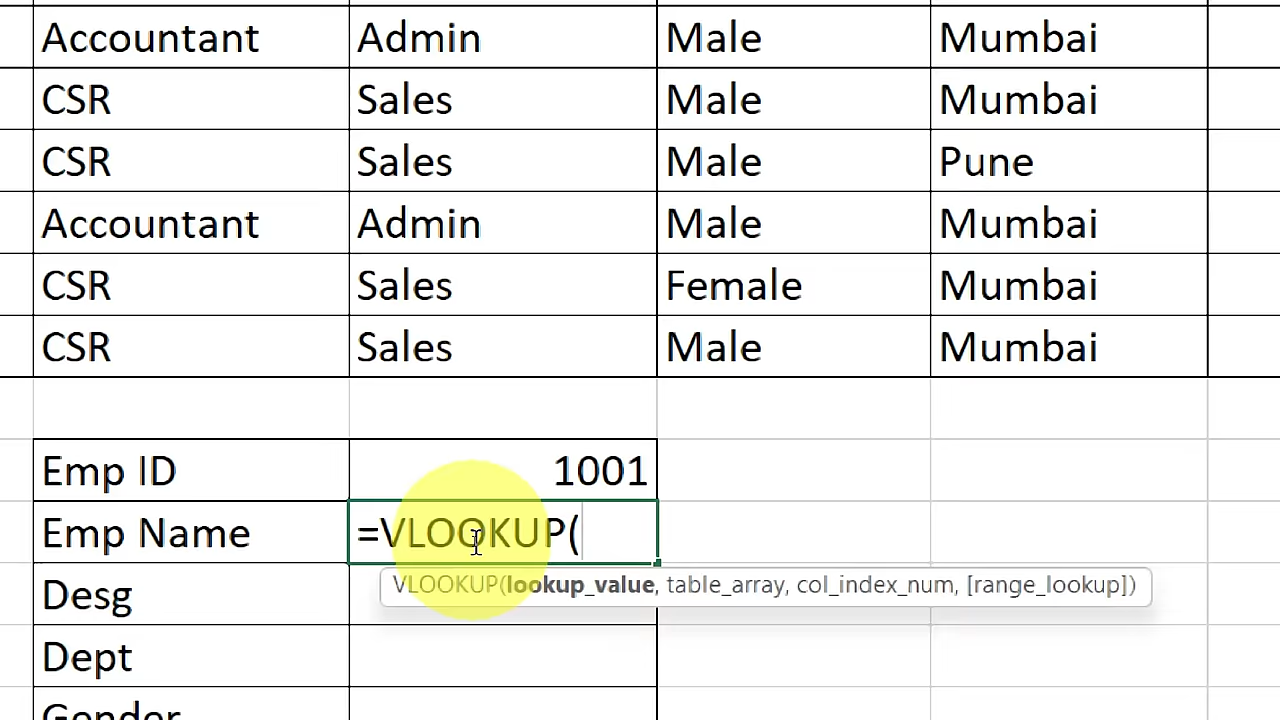 Accountant Admin Male Mumbai
CSR Sales Male Mumbai
CSR Sales Male Pune
Accountant Admin Male Mumbai
CSR Sales Female Mumbai
CSR Sales Male Mumbai
Emp ID 1001
Emp Name =VLOOKUP(
VLOOKUP(lookup_value, table_array, col_index_num, [range_lookup])
Desg
Dept
Gender